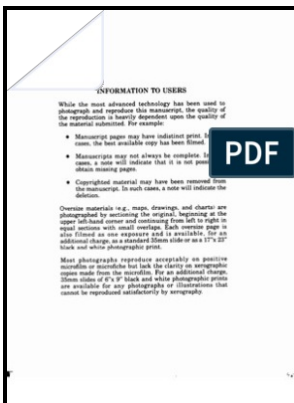 INFORMATION TO USERS
While the most advanced technology has been used to
photograph and reproduce this manuscript, the quality of
the reproduction is heavily dependent upon the quality of
the material submitted. For example:
● Manuscript pages may have indistinct print. In
cases, the best available copy has been filmed.
● Manuscripts may not always be complete. In
cases, a note will indicate that it is not
obtain missing pages.
PDF
● Copyrighted material may have been removed from
the manuscript. In such cases, a note will indicate the
deletion.
Oversize materials (e.g., maps, drawings, and charts) are
photographed by sectioning the original, beginning at the
upper left-hand corner and continuing from left to right in
equal sections with small overlaps. Each oversize page is
also filmed as one exposure and is available, for an
additional charge, as a standard 35mm slide or as a 17"x 23"
black and white photographic print.
Most photographs reproduce acceptably on positive
microfilm or microfiche but lack the clarity on xerographic
copies made from the microfilm. For an additional charge,
35mm slides of 6"x 9" black and white photographic prints
are available for any photographs or illustrations that
cannot be reproduced satisfactorily by xerography.